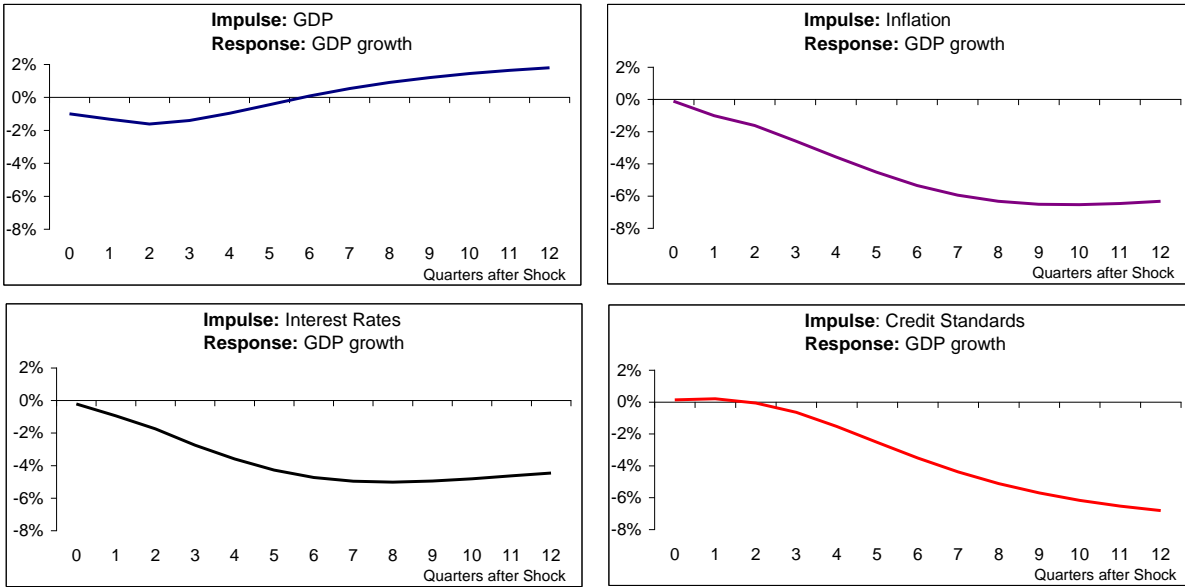 Impulse: GDP
Response: GDP growth
2%
0%
-2%
-4%
-6%
-8%
0 1 2 3 4 5 6 7 8 9 10 11 12
Quarters after Shock
Impulse: Inflation
Response: GDP growth
2%
0%
-2%
-4%
-6%
-8%
0 1 2 3 4 5 6 7 8 9 10 11 12
Quarters after Shock
Impulse: Interest Rates
Response: GDP growth
2%
0%
-2%
-4%
-6%
-8%
0 1 2 3 4 5 6 7 8 9 10 11 12
Quarters after Shock
Impulse: Credit Standards
Response: GDP growth
2%
0%
-2%
-4%
-6%
-8%
0 1 2 3 4 5 6 7 8 9 10 11 12
Quarters after Shock